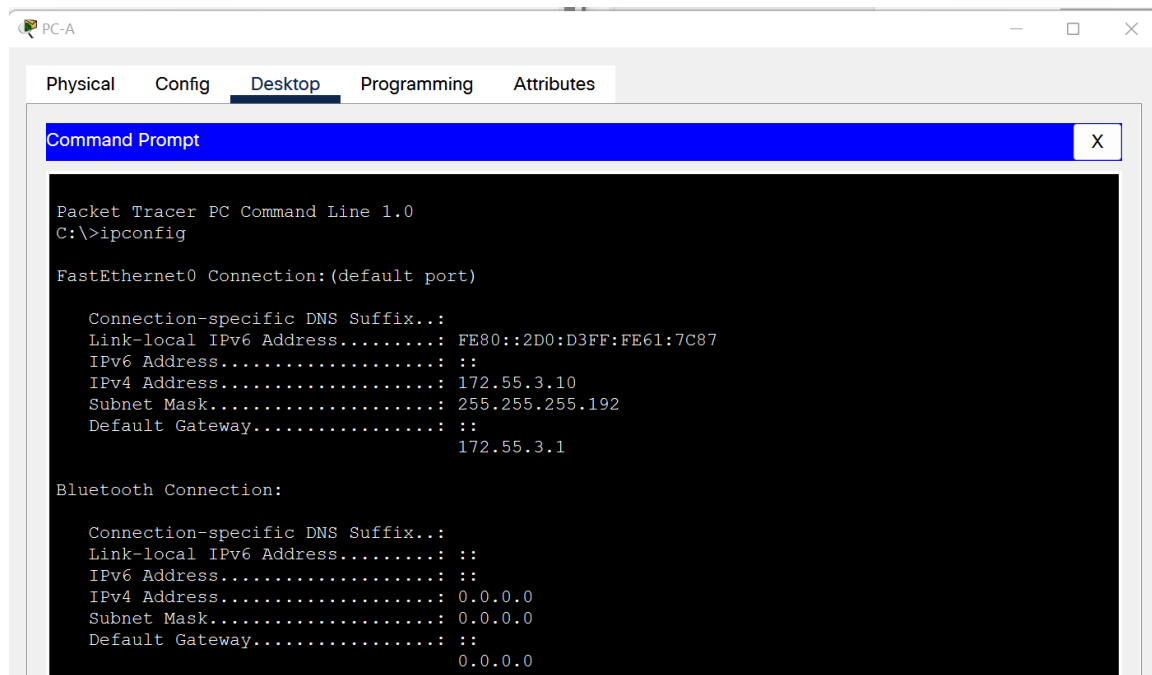 PC-A
Physical Config Desktop Programming Attributes
Command Prompt
X
Packet Tracer PC Command Line 1.0
C:\>ipconfig
FastEthernet0 Connection:(default port)
Connection-specific DNS Suffix..:
Link-local IPv6 Address.........: FE80::2D0:D3FF:FE61:7C87
IPv6 Address....................: ::
IPv4 Address....................: 172.55.3.10
Subnet Mask.....................: 255.255.255.192
Default Gateway.................: ::
172.55.3.1
Bluetooth Connection:
Connection-specific DNS Suffix..:
Link-local IPv6 Address.........: ::
IPv6 Address....................: ::
IPv4 Address....................: 0.0.0.0
Subnet Mask.....................: 0.0.0.0
Default Gateway.................: ::
0.0.0.0